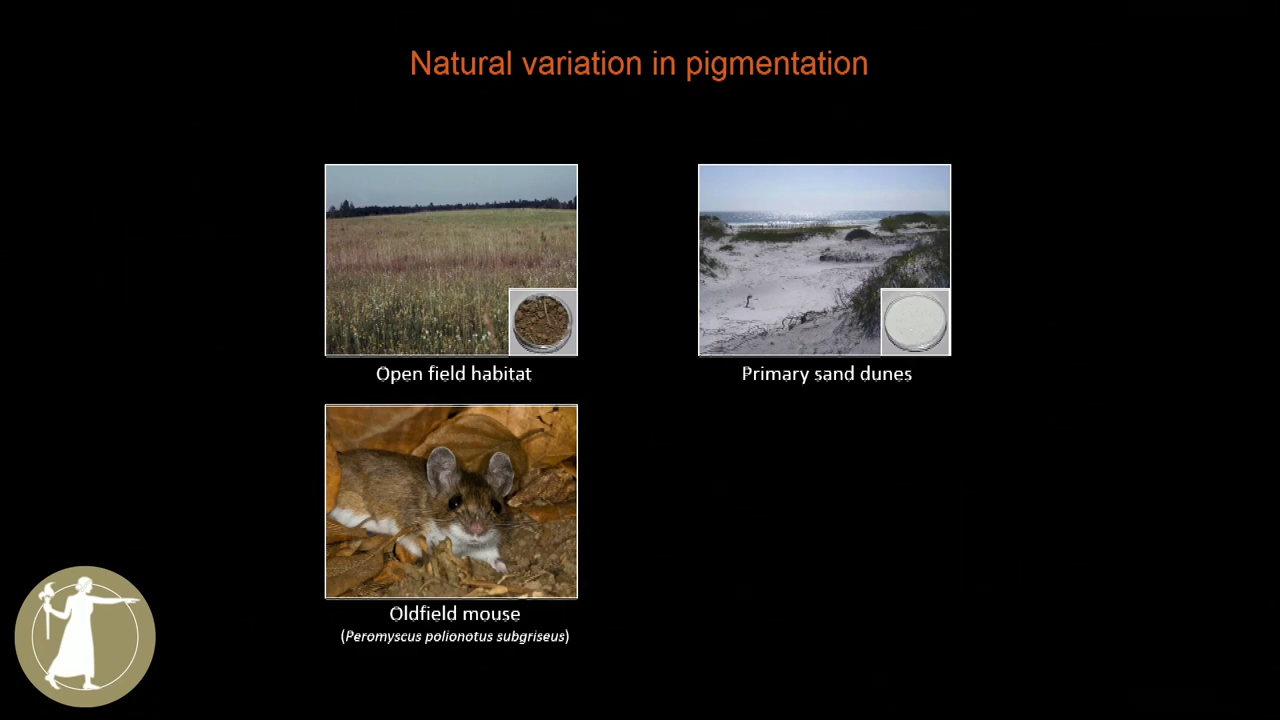 Natural variation in pigmentation
Open field habitat
Primary sand dunes
Oldfield mouse
(Peromyscus polionotus subgriseus)